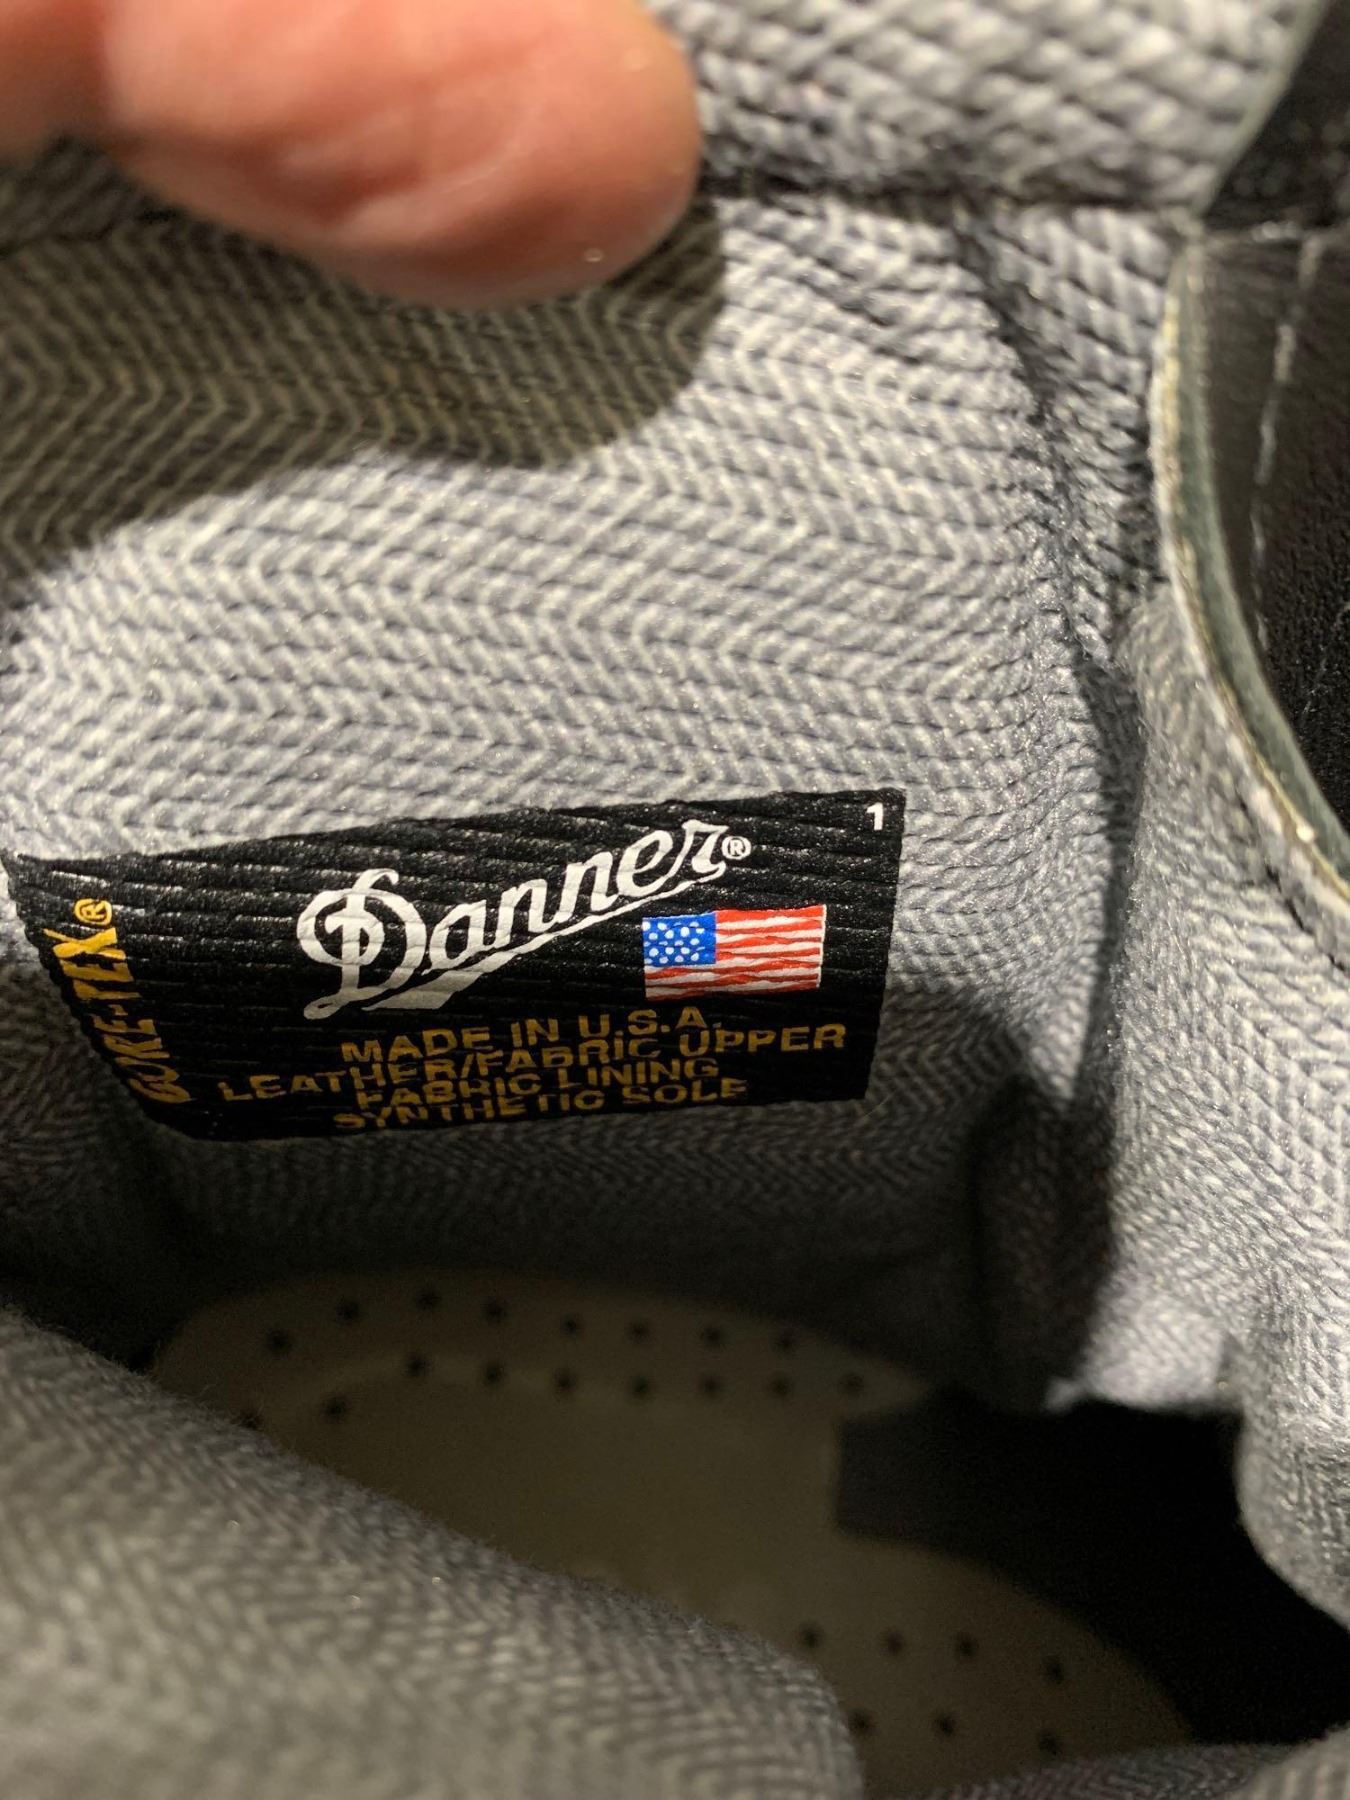 1
Danner®
GORE-TEX®
MADE IN U.S.A.
LEATHER/FABRIC UPPER
FABRIC LINING
SYNTHETIC SOLE